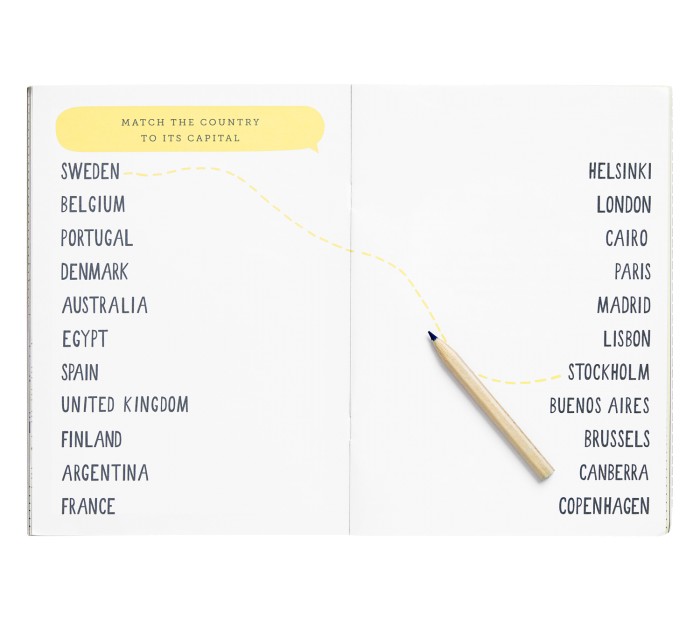 MATCH THE COUNTRY
TO ITS CAPITAL
SWEDEN
BELGIUM
PORTUGAL
DENMARK
AUSTRALIA
EGYPT
SPAIN
UNITED KINGDOM
FINLAND
ARGENTINA
FRANCE
HELSINKI
LONDON
CAIRO
PARIS
MADRID
LISBON
STOCKHOLM
BUENOS AIRES
BRUSSELS
CANBERRA
COPENHAGEN